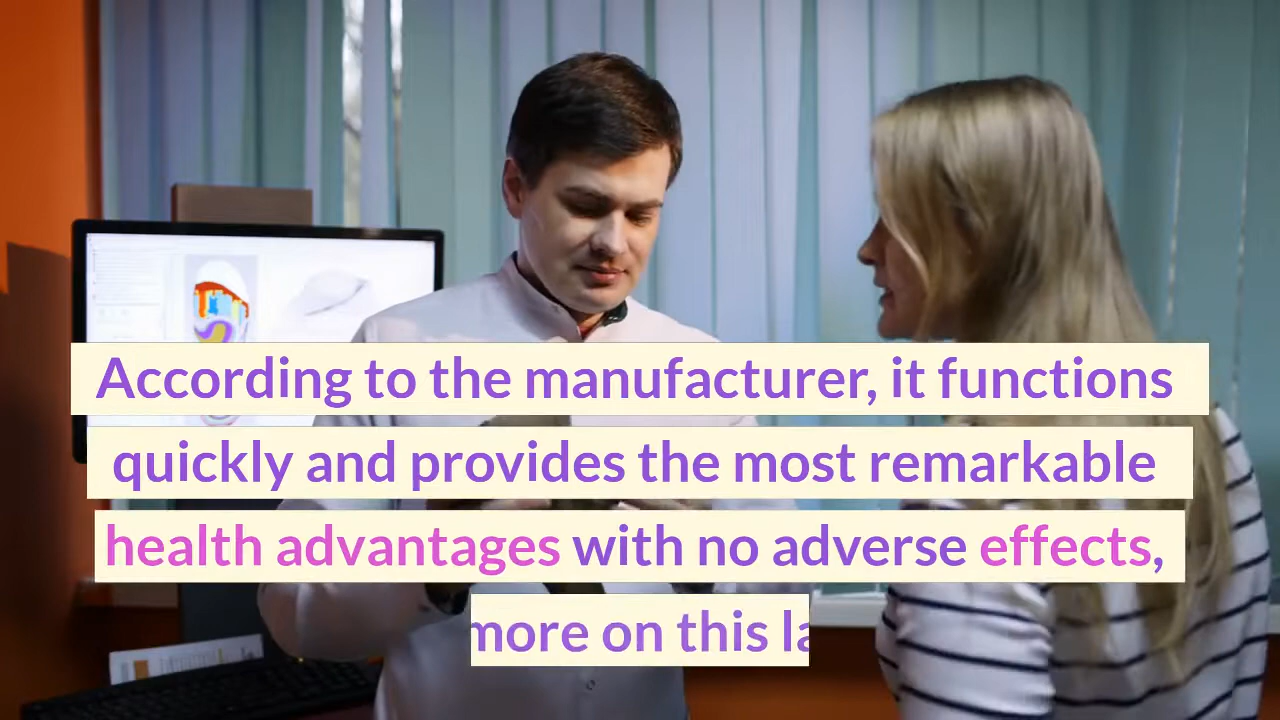 According to the manufacturer, it functions
quickly and provides the most remarkable
health advantages with no adverse effects,
more on this